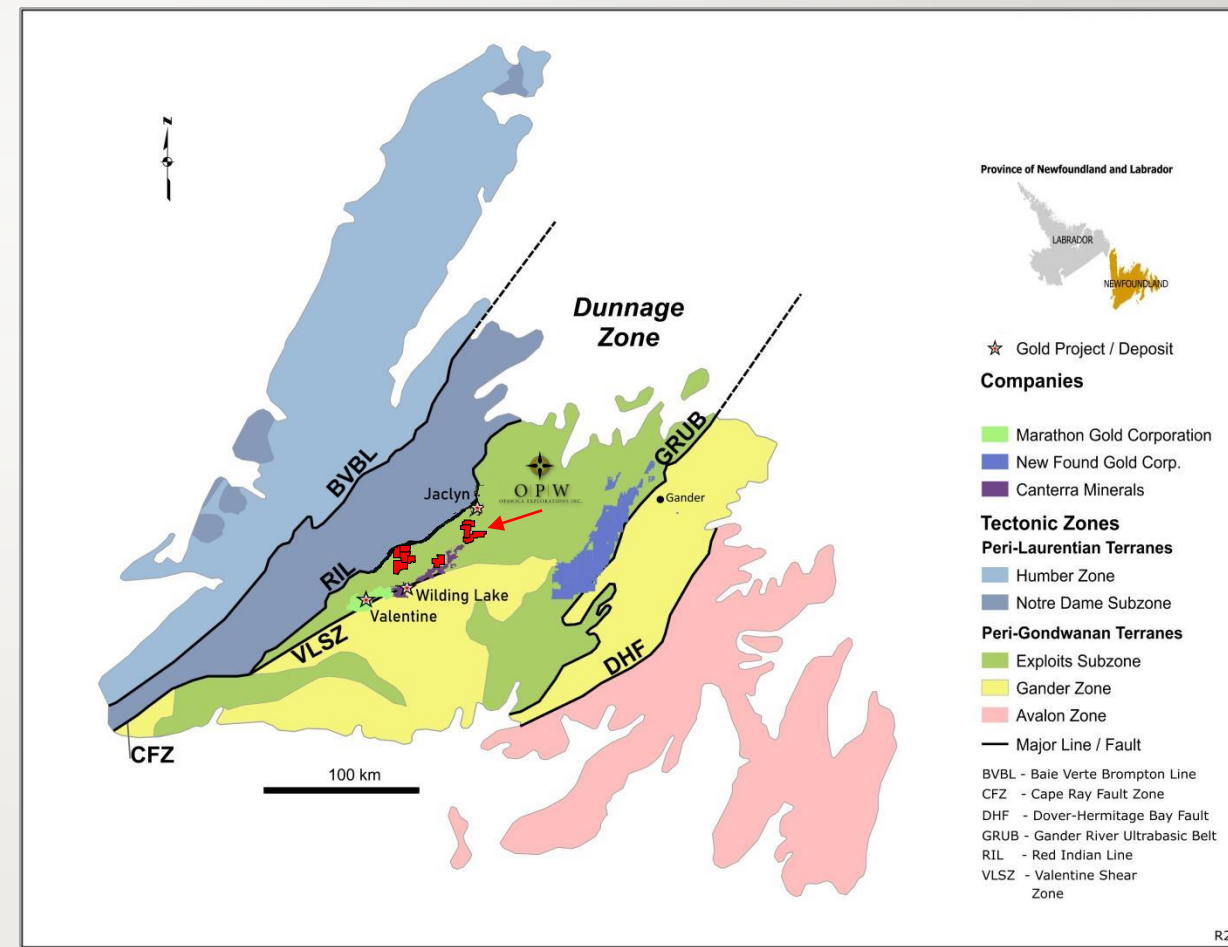 N
Dunnage
Zone
BVBL
GRUB
Jaclyn
O P|W
OPAWICA EXPLORATIONS INC.
Gander
RIL
Wilding Lake
Valentine
VLSZ
DHF
CFZ
100 km
Province of Newfoundland and Labrador
LABRADOR
NEWFOUNDLAND
Gold Project / Deposit
Companies
Marathon Gold Corporation
New Found Gold Corp.
Canterra Minerals
Tectonic Zones
Peri-Laurentian Terranes
Humber Zone
Notre Dame Subzone
Peri-Gondwanan Terranes
Exploits Subzone
Gander Zone
Avalon Zone
Major Line / Fault
BVBL - Baie Verte Brompton Line
CFZ - Cape Ray Fault Zone
DHF - Dover-Hermitage Bay Fault
GRUB - Gander River Ultrabasic Belt
RIL - Red Indian Line
VLSZ - Valentine Shear
Zone